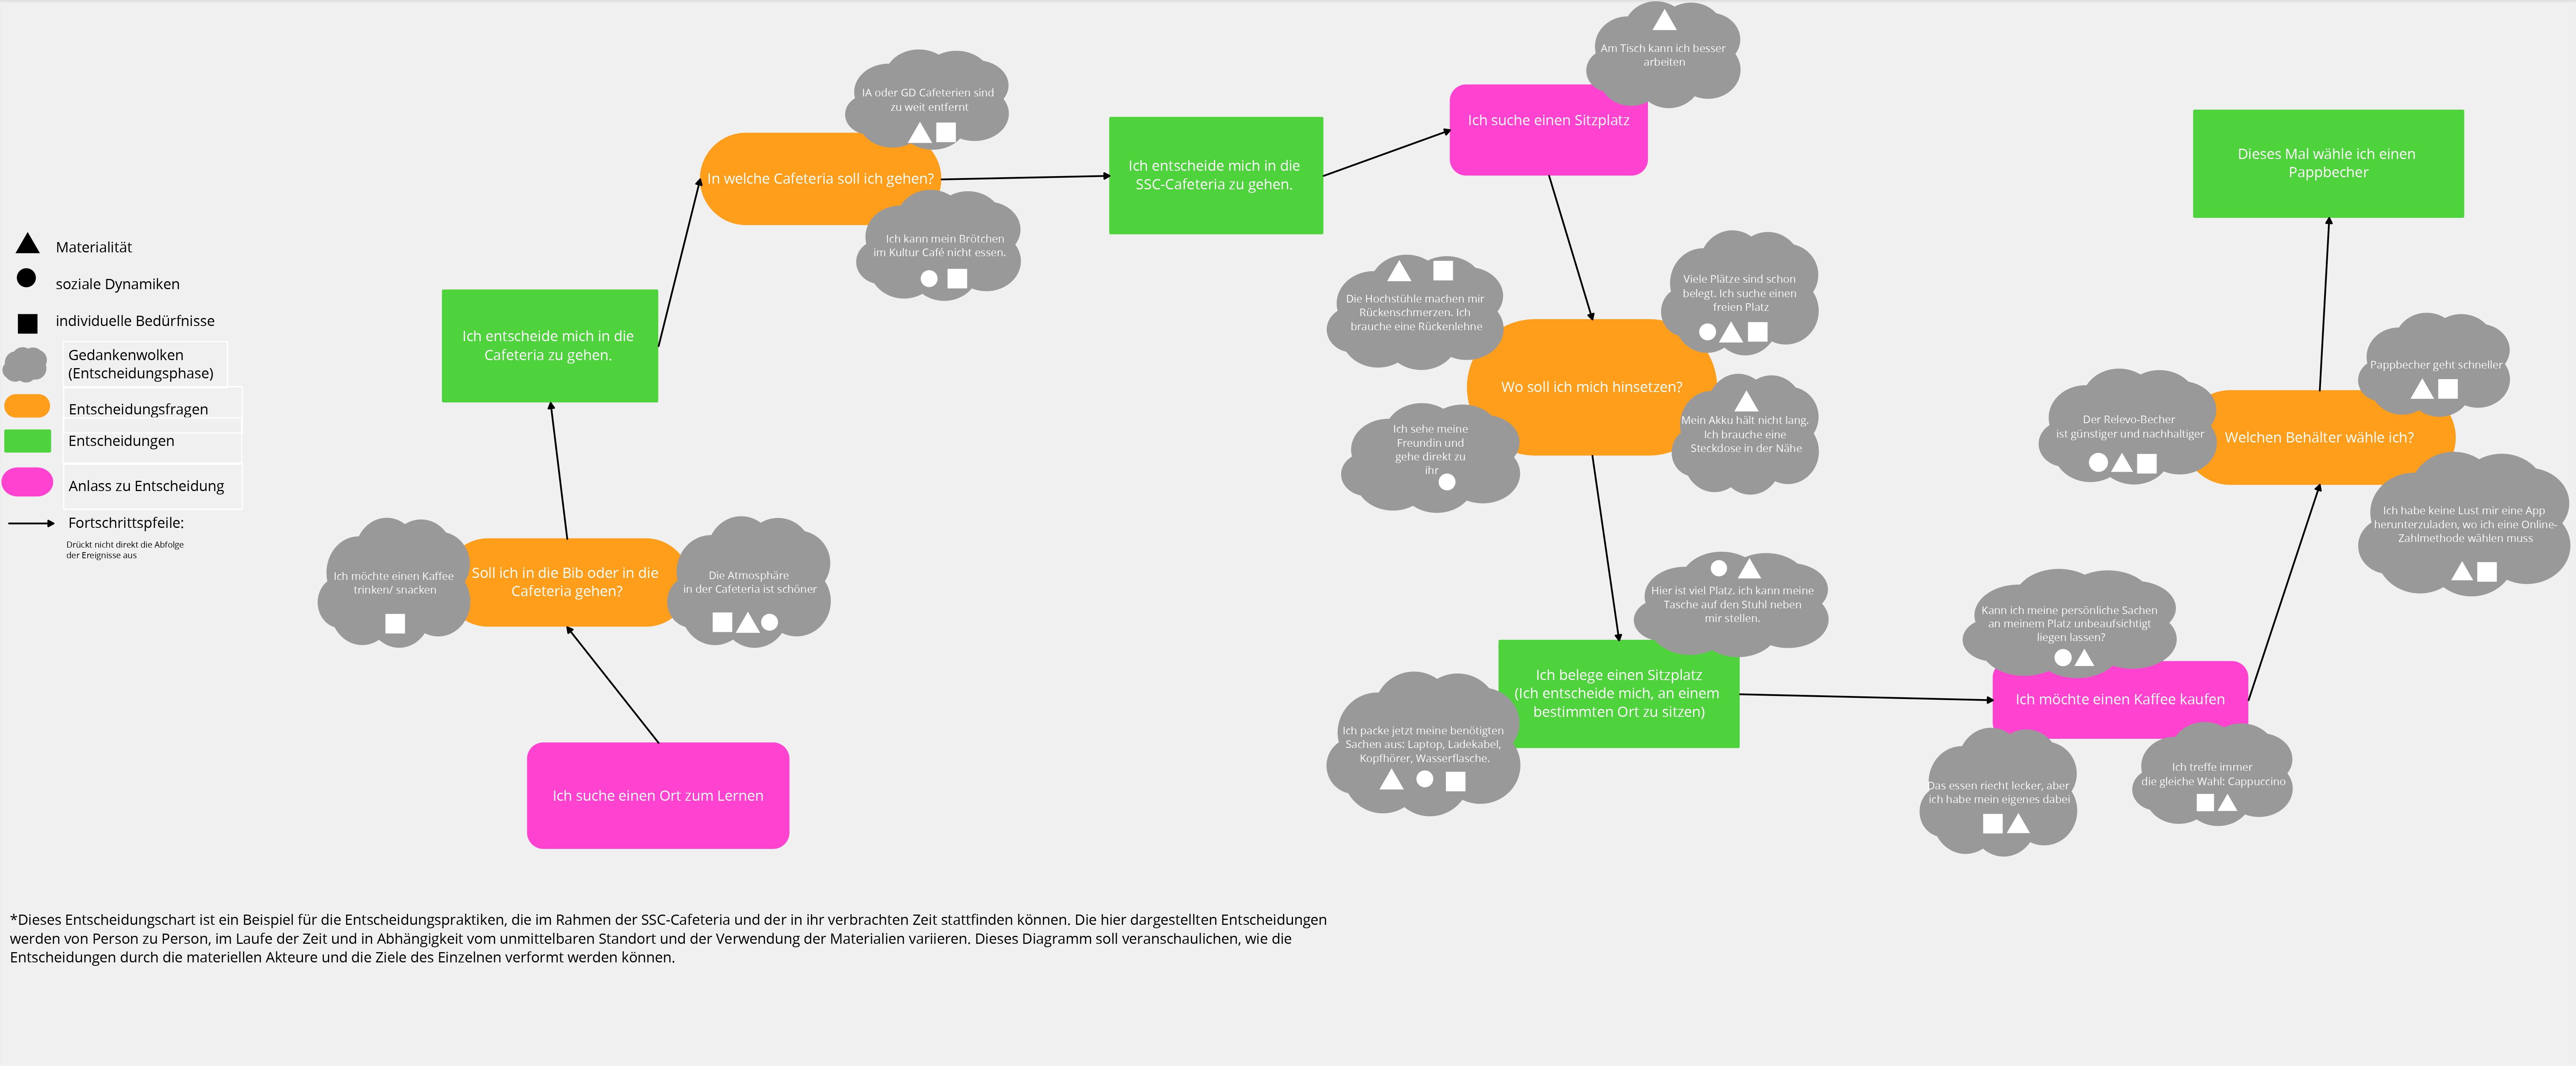 Materialität
soziale Dynamiken
individuelle Bedürfnisse
Gedankenwolken
(Entscheidungsphase)
Entscheidungsfragen
Entscheidungen
Anlass zu Entscheidung
Fortschrittspfeile:
Drückt nicht direkt die Abfolge
der Ereignisse aus
Ich suche einen Ort zum Lernen
Soll ich in die Bib oder in die
Cafeteria gehen?
Ich möchte einen Kaffee
trinken/ snacken
Die Atmosphäre
in der Cafeteria ist schöner
Ich entscheide mich in die
Cafeteria zu gehen.
In welche Cafeteria soll ich gehen?
IA oder GD Cafeterien sind
zu weit entfernt
Ich kann mein Brötchen
im Kultur Café nicht essen.
Ich entscheide mich in die
SSC-Cafeteria zu gehen.
Ich suche einen Sitzplatz
Am Tisch kann ich besser
arbeiten
Wo soll ich mich hinsetzen?
Die Hochstühle machen mir
Rückenschmerzen. Ich
brauche eine Rückenlehne
Viele Plätze sind schon
belegt. Ich suche einen
freien Platz
Ich sehe meine
Freundin und
gehe direkt zu
ihr
Mein Akku hält nicht lang.
Ich brauche eine
Steckdose in der Nähe
Ich belege einen Sitzplatz
(Ich entscheide mich, an einem
bestimmten Ort zu sitzen)
Hier ist viel Platz. ich kann meine
Tasche auf den Stuhl neben
mir stellen.
Ich packe jetzt meine benötigten
Sachen aus: Laptop, Ladekabel,
Kopfhörer, Wasserflasche.
Ich möchte einen Kaffee kaufen
Kann ich meine persönliche Sachen
an meinem Platz unbeaufsichtigt
liegen lassen?
Das essen riecht lecker, aber
ich habe mein eigenes dabei
Ich treffe immer
die gleiche Wahl: Cappuccino
Welchen Behälter wähle ich?
Der Relevo-Becher
ist günstiger und nachhaltiger
Pappbecher geht schneller
Ich habe keine Lust mir eine App
herunterzuladen, wo ich eine Online-
Zahlmethode wählen muss
Dieses Mal wähle ich einen
Pappbecher
*Dieses Entscheidungschart ist ein Beispiel für die Entscheidungspraktiken, die im Rahmen der SSC-Cafeteria und der in ihr verbrachten Zeit stattfinden können. Die hier dargestellten Entscheidungen
werden von Person zu Person, im Laufe der Zeit und in Abhängigkeit vom unmittelbaren Standort und der Verwendung der Materialien variieren. Dieses Diagramm soll veranschaulichen, wie die
Entscheidungen durch die materiellen Akteure und die Ziele des Einzelnen verformt werden können.